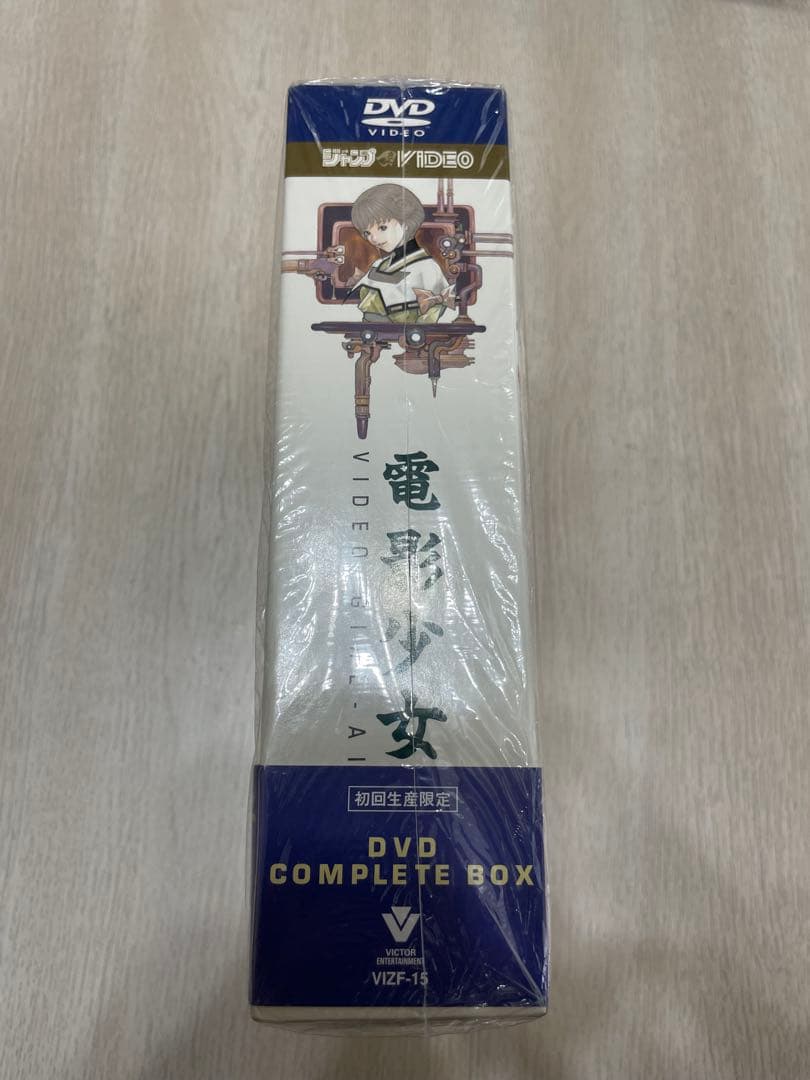 DVD
VIDEO™
ジャンプ VIDEO
電影少女
VIDEO GIRL-AI
初回生産限定
DVD
COMPLETE BOX
VICTOR
ENTERTAINMENT
VIZF-15